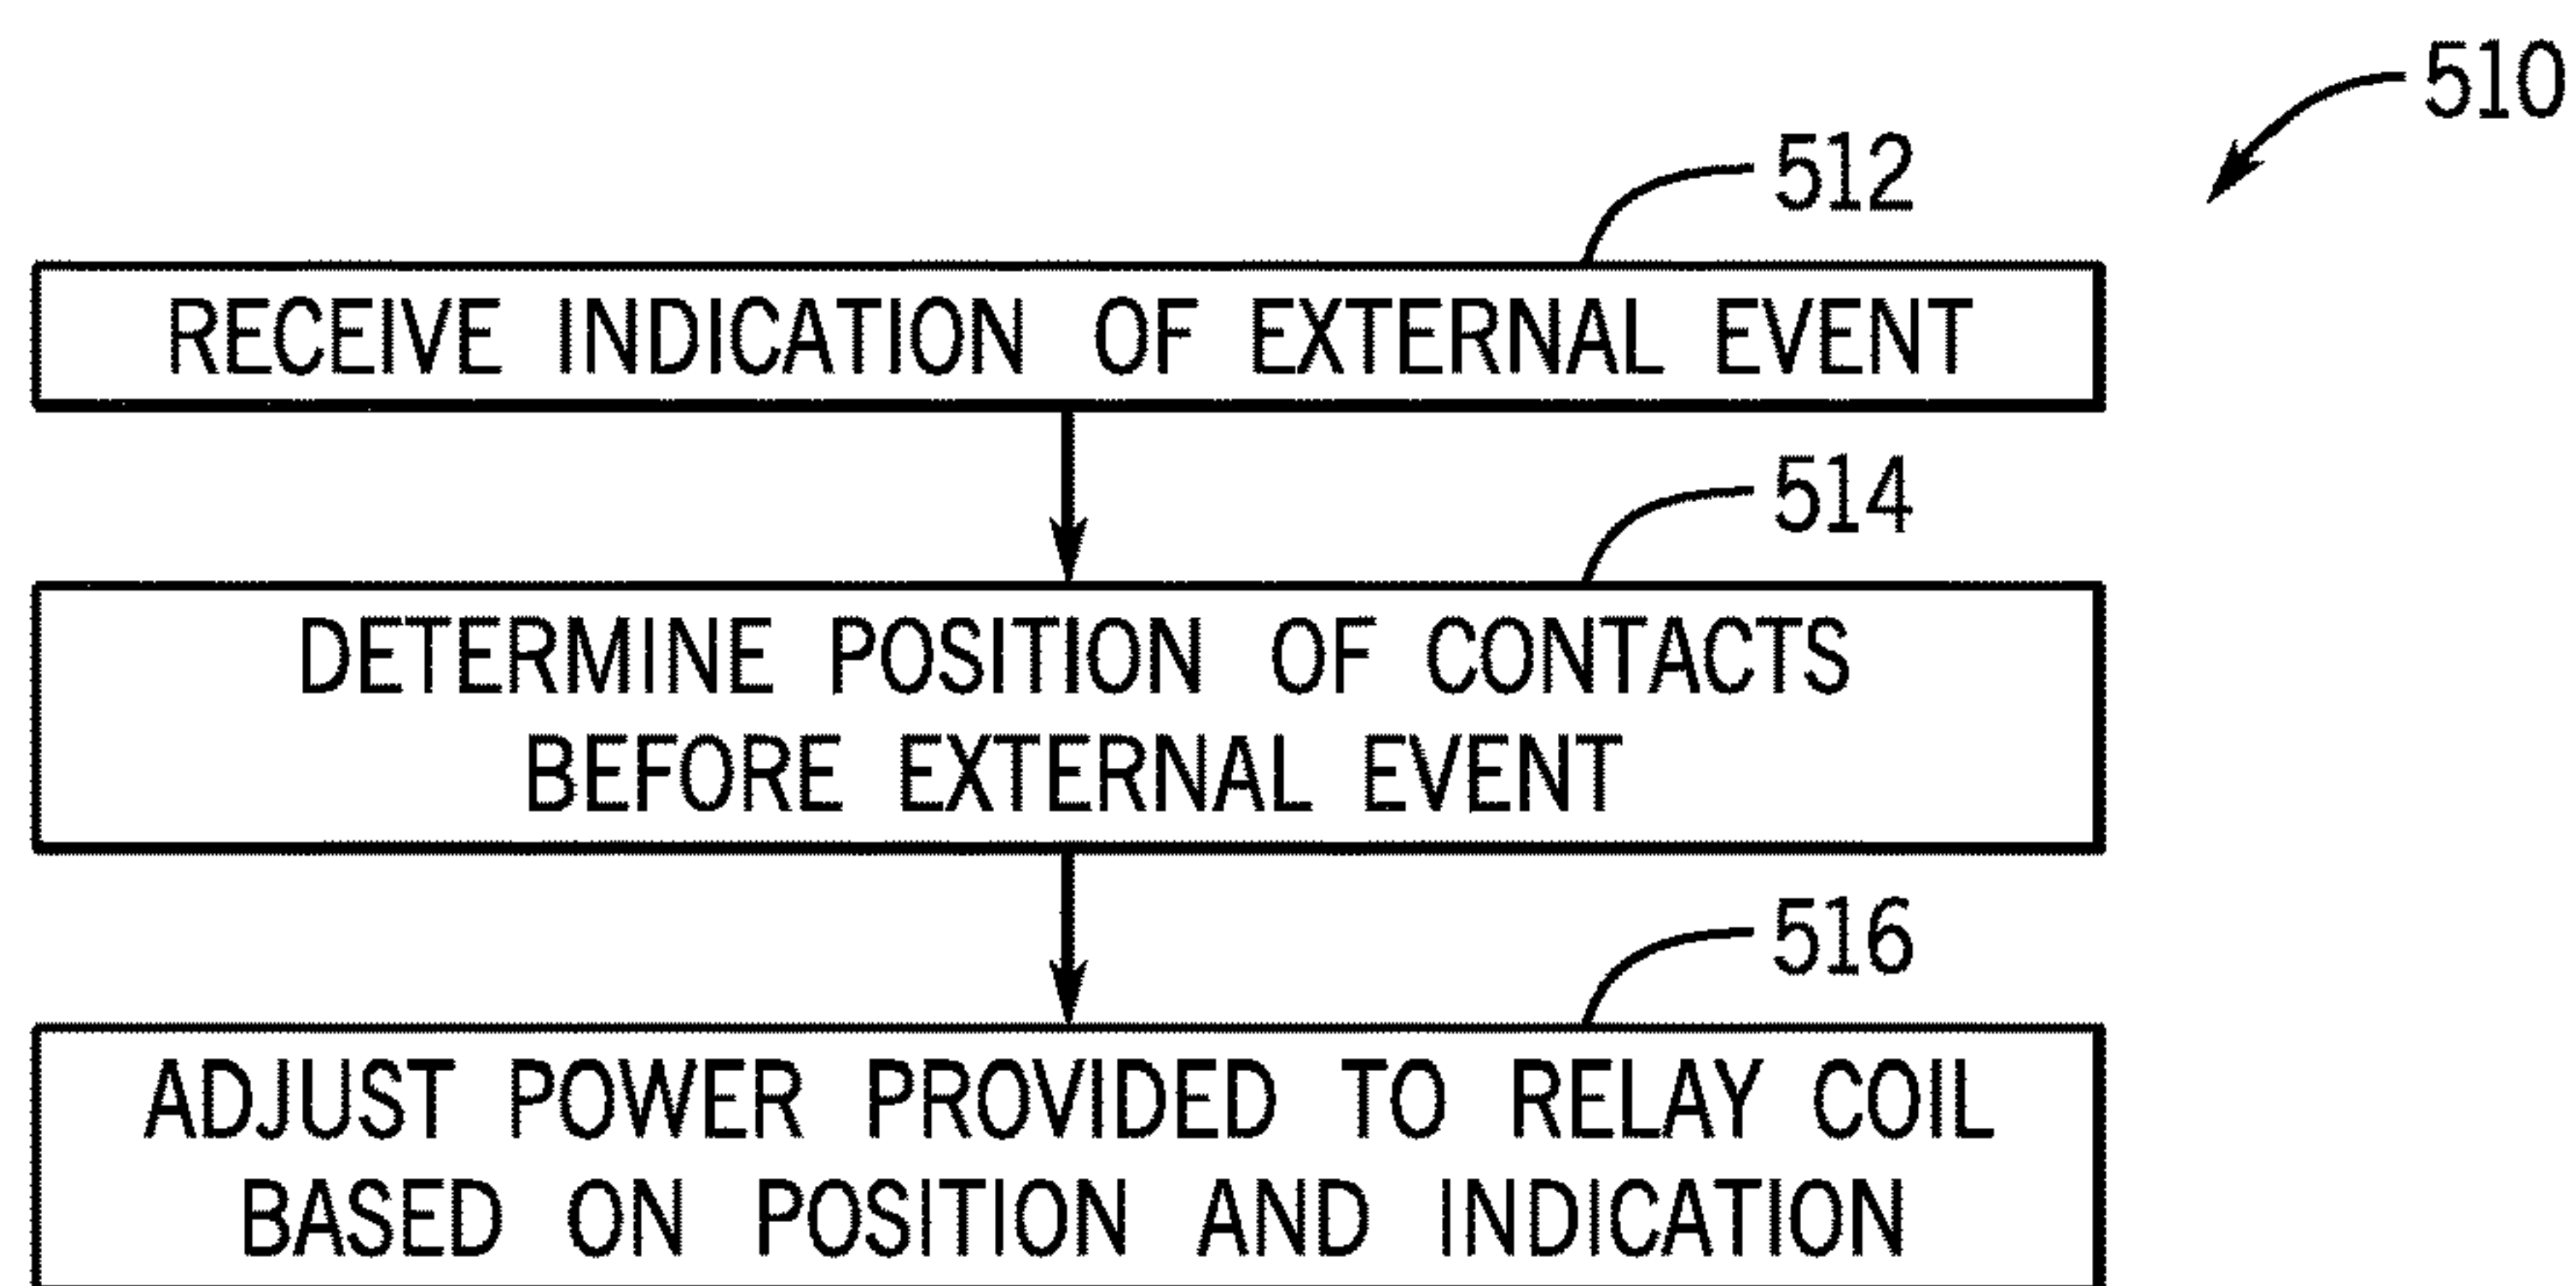 510
512
RECEIVE INDICATION OF EXTERNAL EVENT
514
DETERMINE POSITION OF CONTACTS
BEFORE EXTERNAL EVENT
516
ADJUST POWER PROVIDED TO RELAY COIL
BASED ON POSITION AND INDICATION